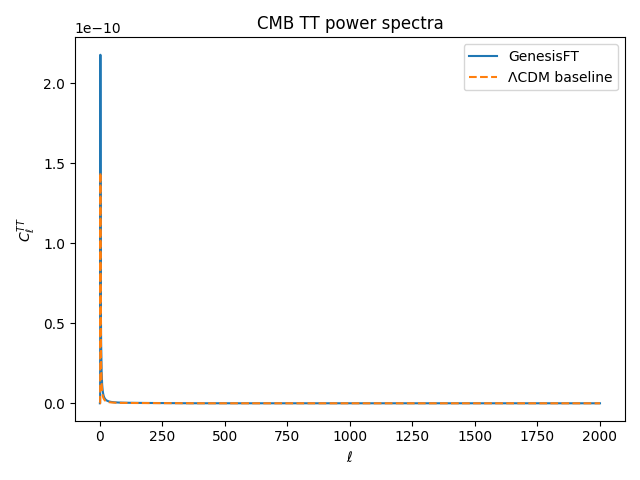 CMB TT power spectra
1e−10
GenesisFT
ΛCDM baseline
2.0
1.5
1.0
0.5
0.0
C_ℓ^{TT}
0 250 500 750 1000 1250 1500 1750 2000
ℓ